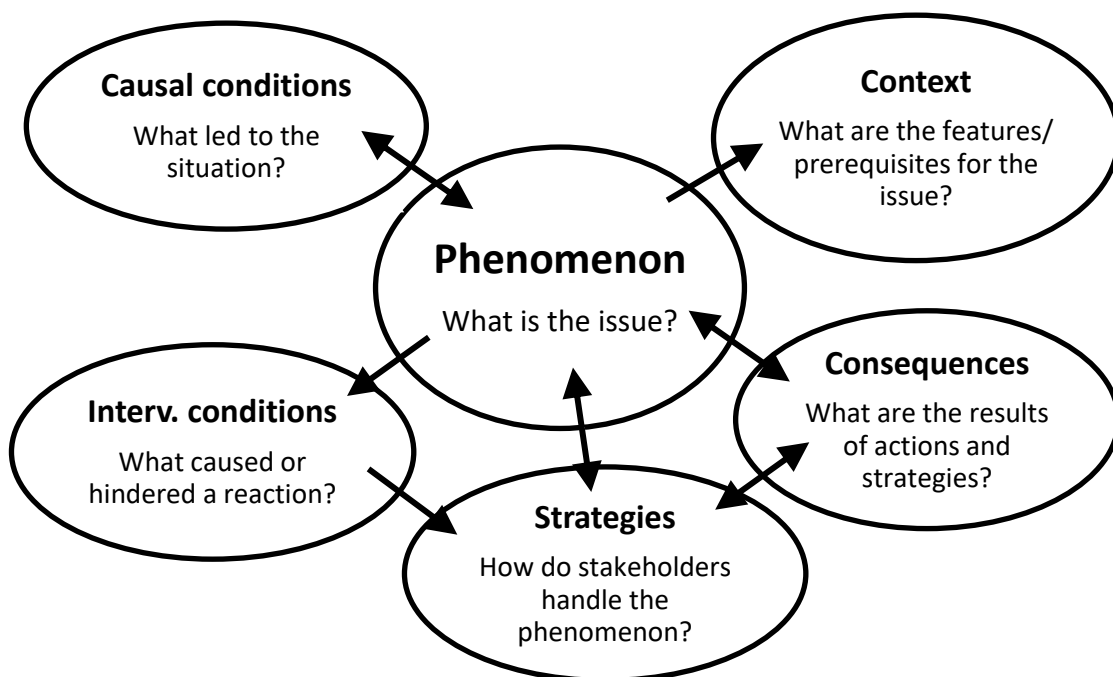 Causal conditions
What led to the
situation?
Context
What are the features/
prerequisites for the
issue?
Phenomenon
What is the issue?
Consequences
What are the results
of actions and
strategies?
Interv. conditions
What caused or
hindered a reaction?
Strategies
How do stakeholders
handle the
phenomenon?